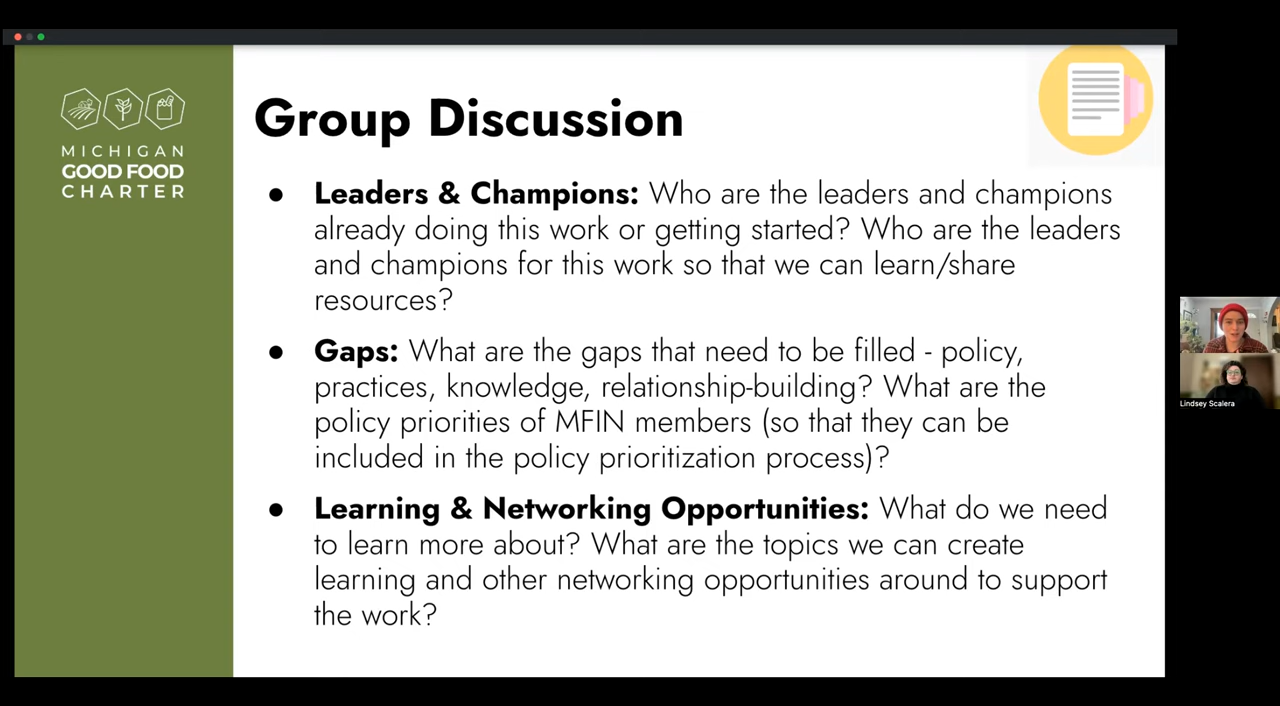 MICHIGAN
GOOD FOOD
CHARTER
Group Discussion
● Leaders & Champions: Who are the leaders and champions
already doing this work or getting started? Who are the leaders
and champions for this work so that we can learn/share
resources?
● Gaps: What are the gaps that need to be filled - policy,
practices, knowledge, relationship-building? What are the
policy priorities of MFIN members (so that they can be
included in the policy prioritization process)?
● Learning & Networking Opportunities: What do we need
to learn more about? What are the topics we can create
learning and other networking opportunities around to support
the work?
Lindsey Scalera